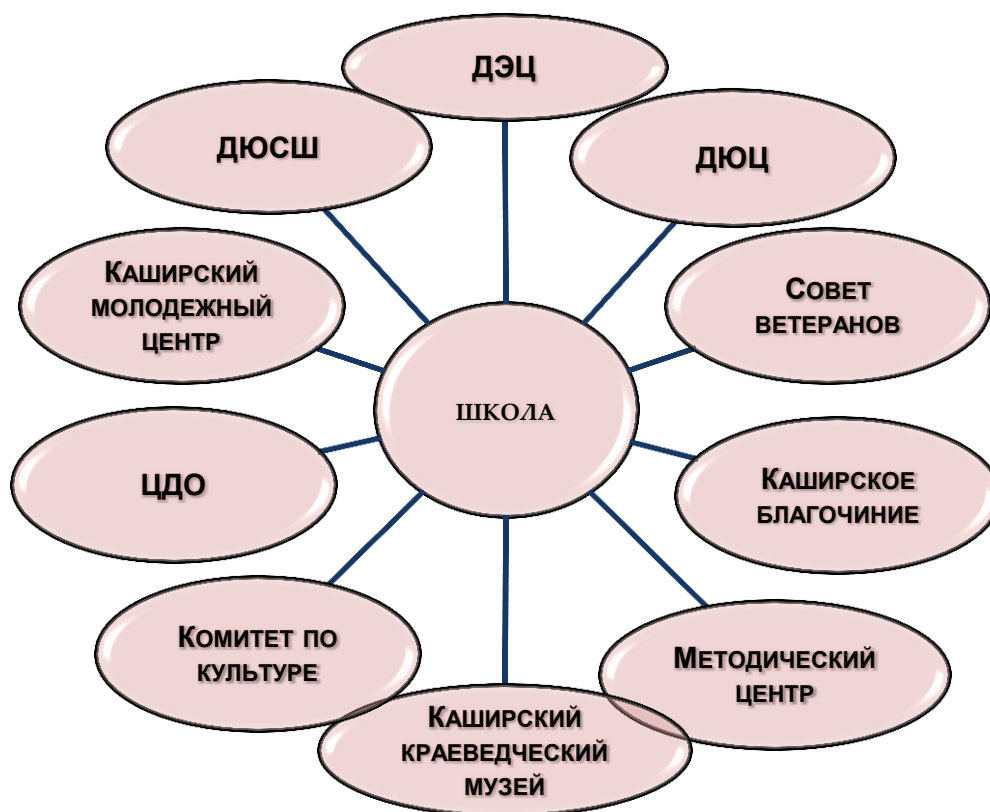 ДЭЦ
ДЮСШ
ДЮЦ
Каширский
молодежный
центр
Совет
ветеранов
ШКОЛА
ЦДО
Каширское
благочиние
Комитет по
культуре
Методический
центр
Каширский
краеведческий
музей